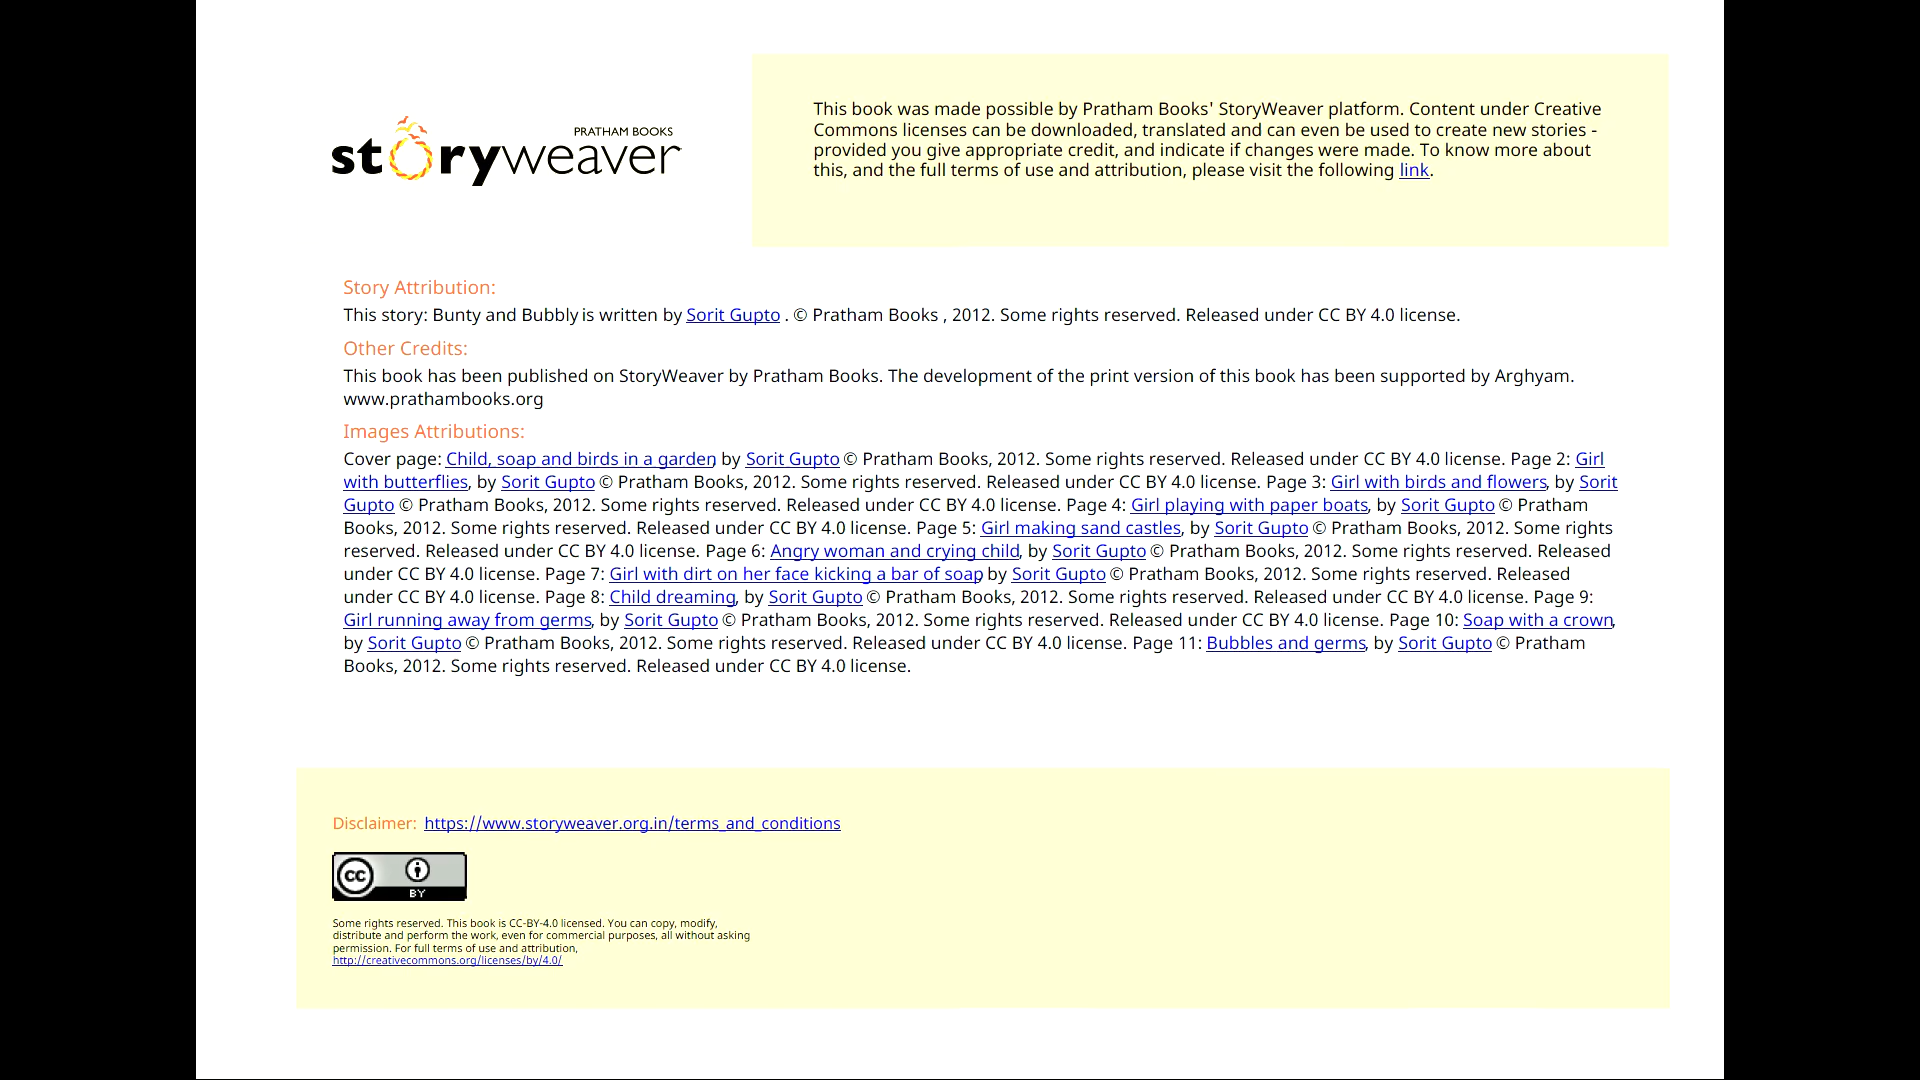 PRATHAM BOOKS
storyweaver
This book was made possible by Pratham Books' StoryWeaver platform. Content under Creative
Commons licenses can be downloaded, translated and can even be used to create new stories -
provided you give appropriate credit, and indicate if changes were made. To know more about
this, and the full terms of use and attribution, please visit the following link.
Story Attribution:
This story: Bunty and Bubbly is written by Sorit Gupto . © Pratham Books , 2012. Some rights reserved. Released under CC BY 4.0 license.
Other Credits:
This book has been published on StoryWeaver by Pratham Books. The development of the print version of this book has been supported by Arghyam.
www.prathambooks.org
Images Attributions:
Cover page: Child, soap and birds in a garden, by Sorit Gupto © Pratham Books, 2012. Some rights reserved. Released under CC BY 4.0 license. Page 2: Girl
with butterflies, by Sorit Gupto © Pratham Books, 2012. Some rights reserved. Released under CC BY 4.0 license. Page 3: Girl with birds and flowers, by Sorit
Gupto © Pratham Books, 2012. Some rights reserved. Released under CC BY 4.0 license. Page 4: Girl playing with paper boats, by Sorit Gupto © Pratham
Books, 2012. Some rights reserved. Released under CC BY 4.0 license. Page 5: Girl making sand castles, by Sorit Gupto © Pratham Books, 2012. Some rights
reserved. Released under CC BY 4.0 license. Page 6: Angry woman and crying child, by Sorit Gupto © Pratham Books, 2012. Some rights reserved. Released
under CC BY 4.0 license. Page 7: Girl with dirt on her face kicking a bar of soap, by Sorit Gupto © Pratham Books, 2012. Some rights reserved. Released
under CC BY 4.0 license. Page 8: Child dreaming, by Sorit Gupto © Pratham Books, 2012. Some rights reserved. Released under CC BY 4.0 license. Page 9:
Girl running away from germs, by Sorit Gupto © Pratham Books, 2012. Some rights reserved. Released under CC BY 4.0 license. Page 10: Soap with a crown,
by Sorit Gupto © Pratham Books, 2012. Some rights reserved. Released under CC BY 4.0 license. Page 11: Bubbles and germs, by Sorit Gupto © Pratham
Books, 2012. Some rights reserved. Released under CC BY 4.0 license.
Disclaimer: https://www.storyweaver.org.in/terms_and_conditions
cc
BY
Some rights reserved. This book is CC-BY-4.0 licensed. You can copy, modify,
distribute and perform the work, even for commercial purposes, all without asking
permission. For full terms of use and attribution,
http://creativecommons.org/licenses/by/4.0/